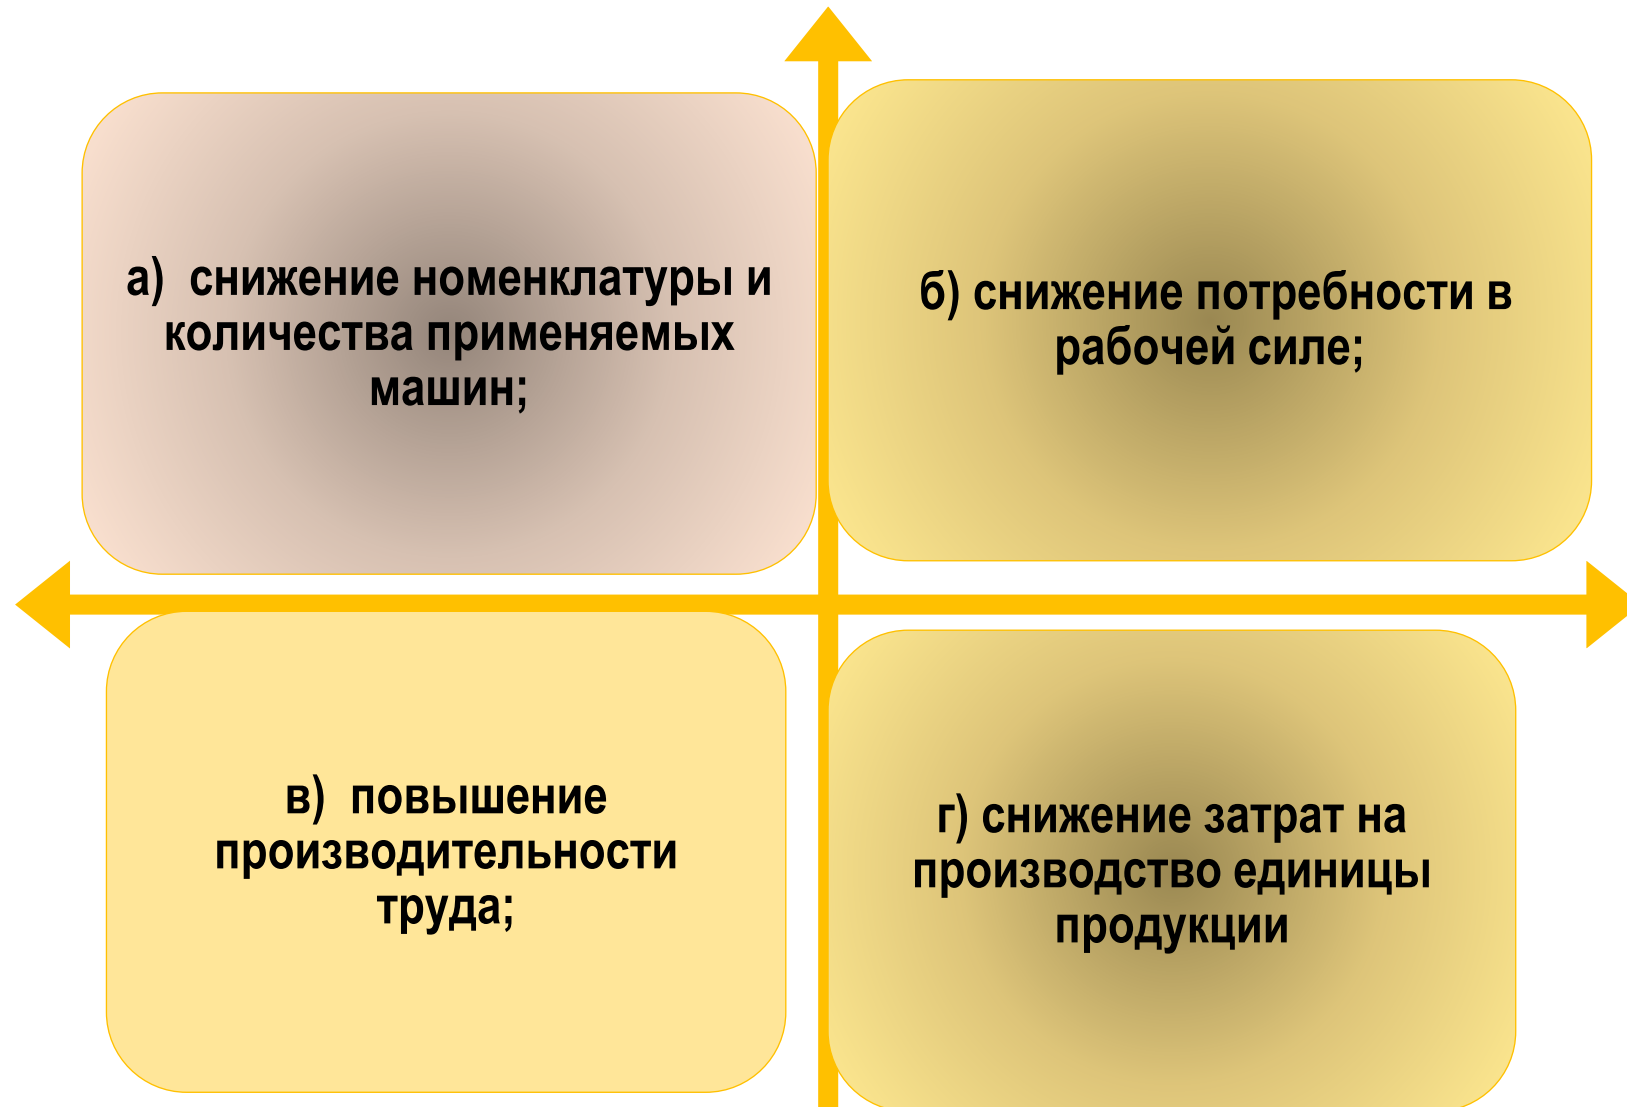 а)  снижение номенклатуры и
количества применяемых
машин;
б) снижение потребности в
рабочей силе;
в)  повышение
производительности
труда;
г) снижение затрат на
производство единицы
продукции